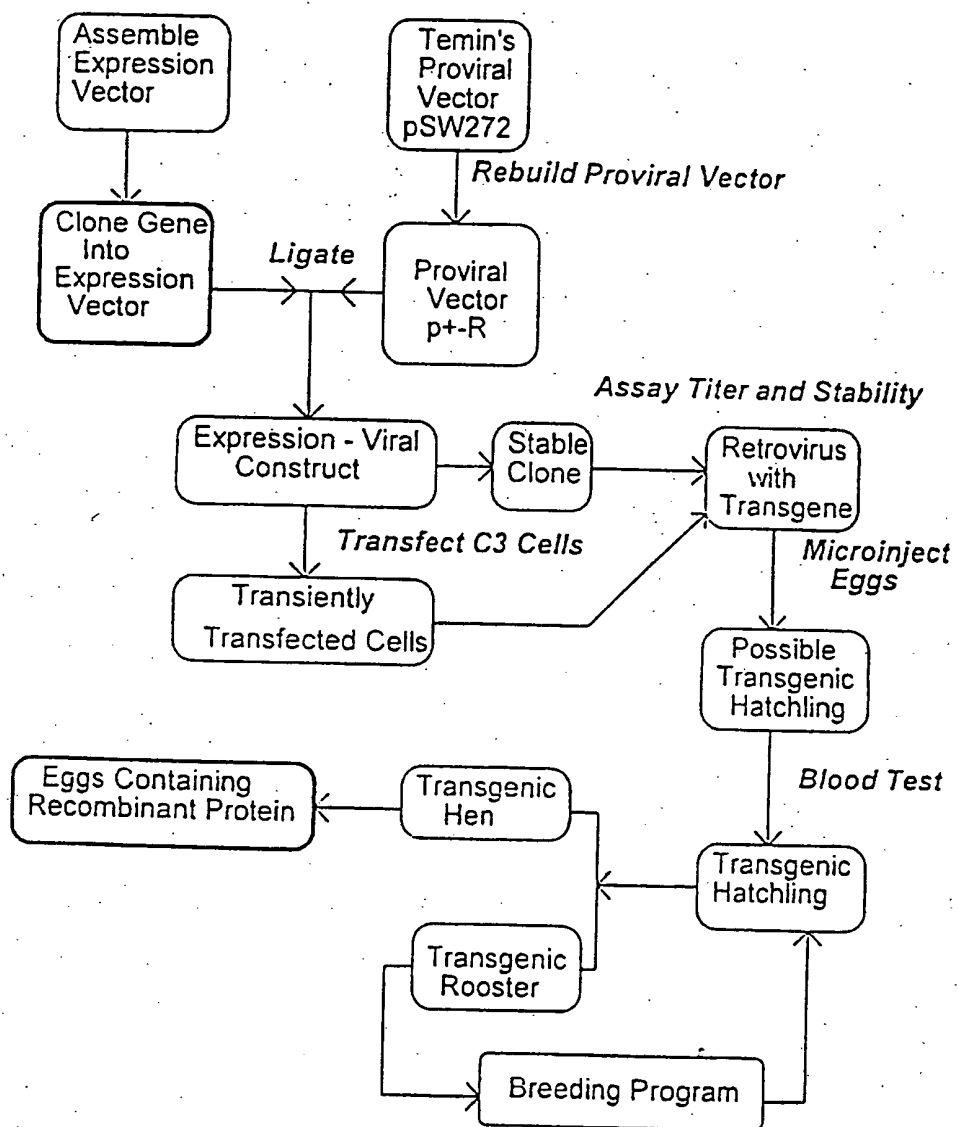 Assemble
Expression
Vector
Temin's
Proviral
Vector
pSW272
Rebuild Proviral Vector
Clone Gene
Into
Expression
Vector
Ligate
Proviral
Vector
p+-R
Assay Titer and Stability
Expression - Viral
Construct
Stable
Clone
Retrovirus
with
Transgene
Transfect C3 Cells
Microinject
Eggs
Transiently
Transfected Cells
Possible
Transgenic
Hatchling
Blood Test
Eggs Containing
Recombinant Protein
Transgenic
Hen
Transgenic
Hatchling
Transgenic
Rooster
Breeding Program